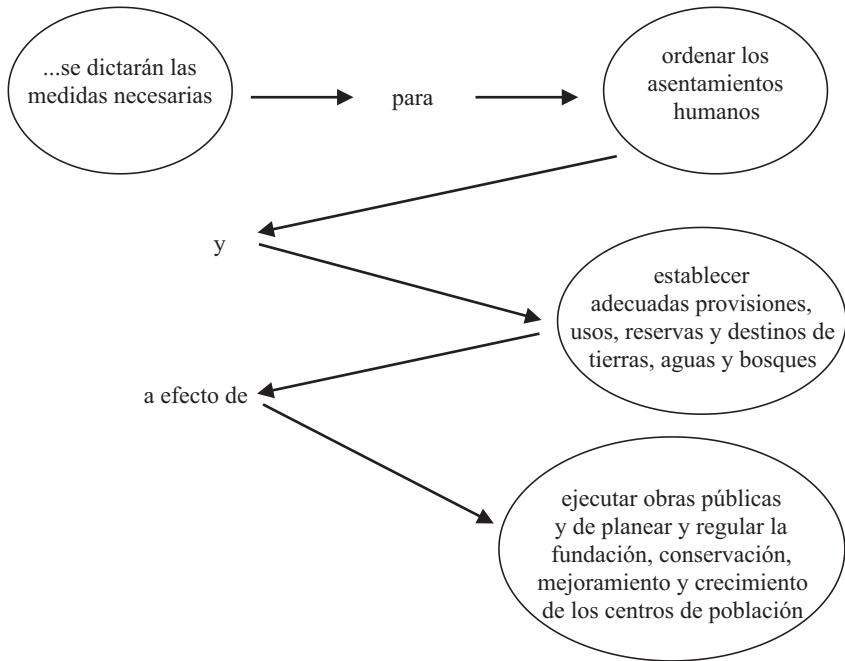 ...se dictarán las
medidas necesarias
para
ordenar los
asentamientos
humanos
y
establecer
adecuadas provisiones,
usos, reservas y destinos de
tierras, aguas y bosques
a efecto de
ejecutar obras públicas
y de planear y regular la
fundación, conservación,
mejoramiento y crecimiento
de los centros de población